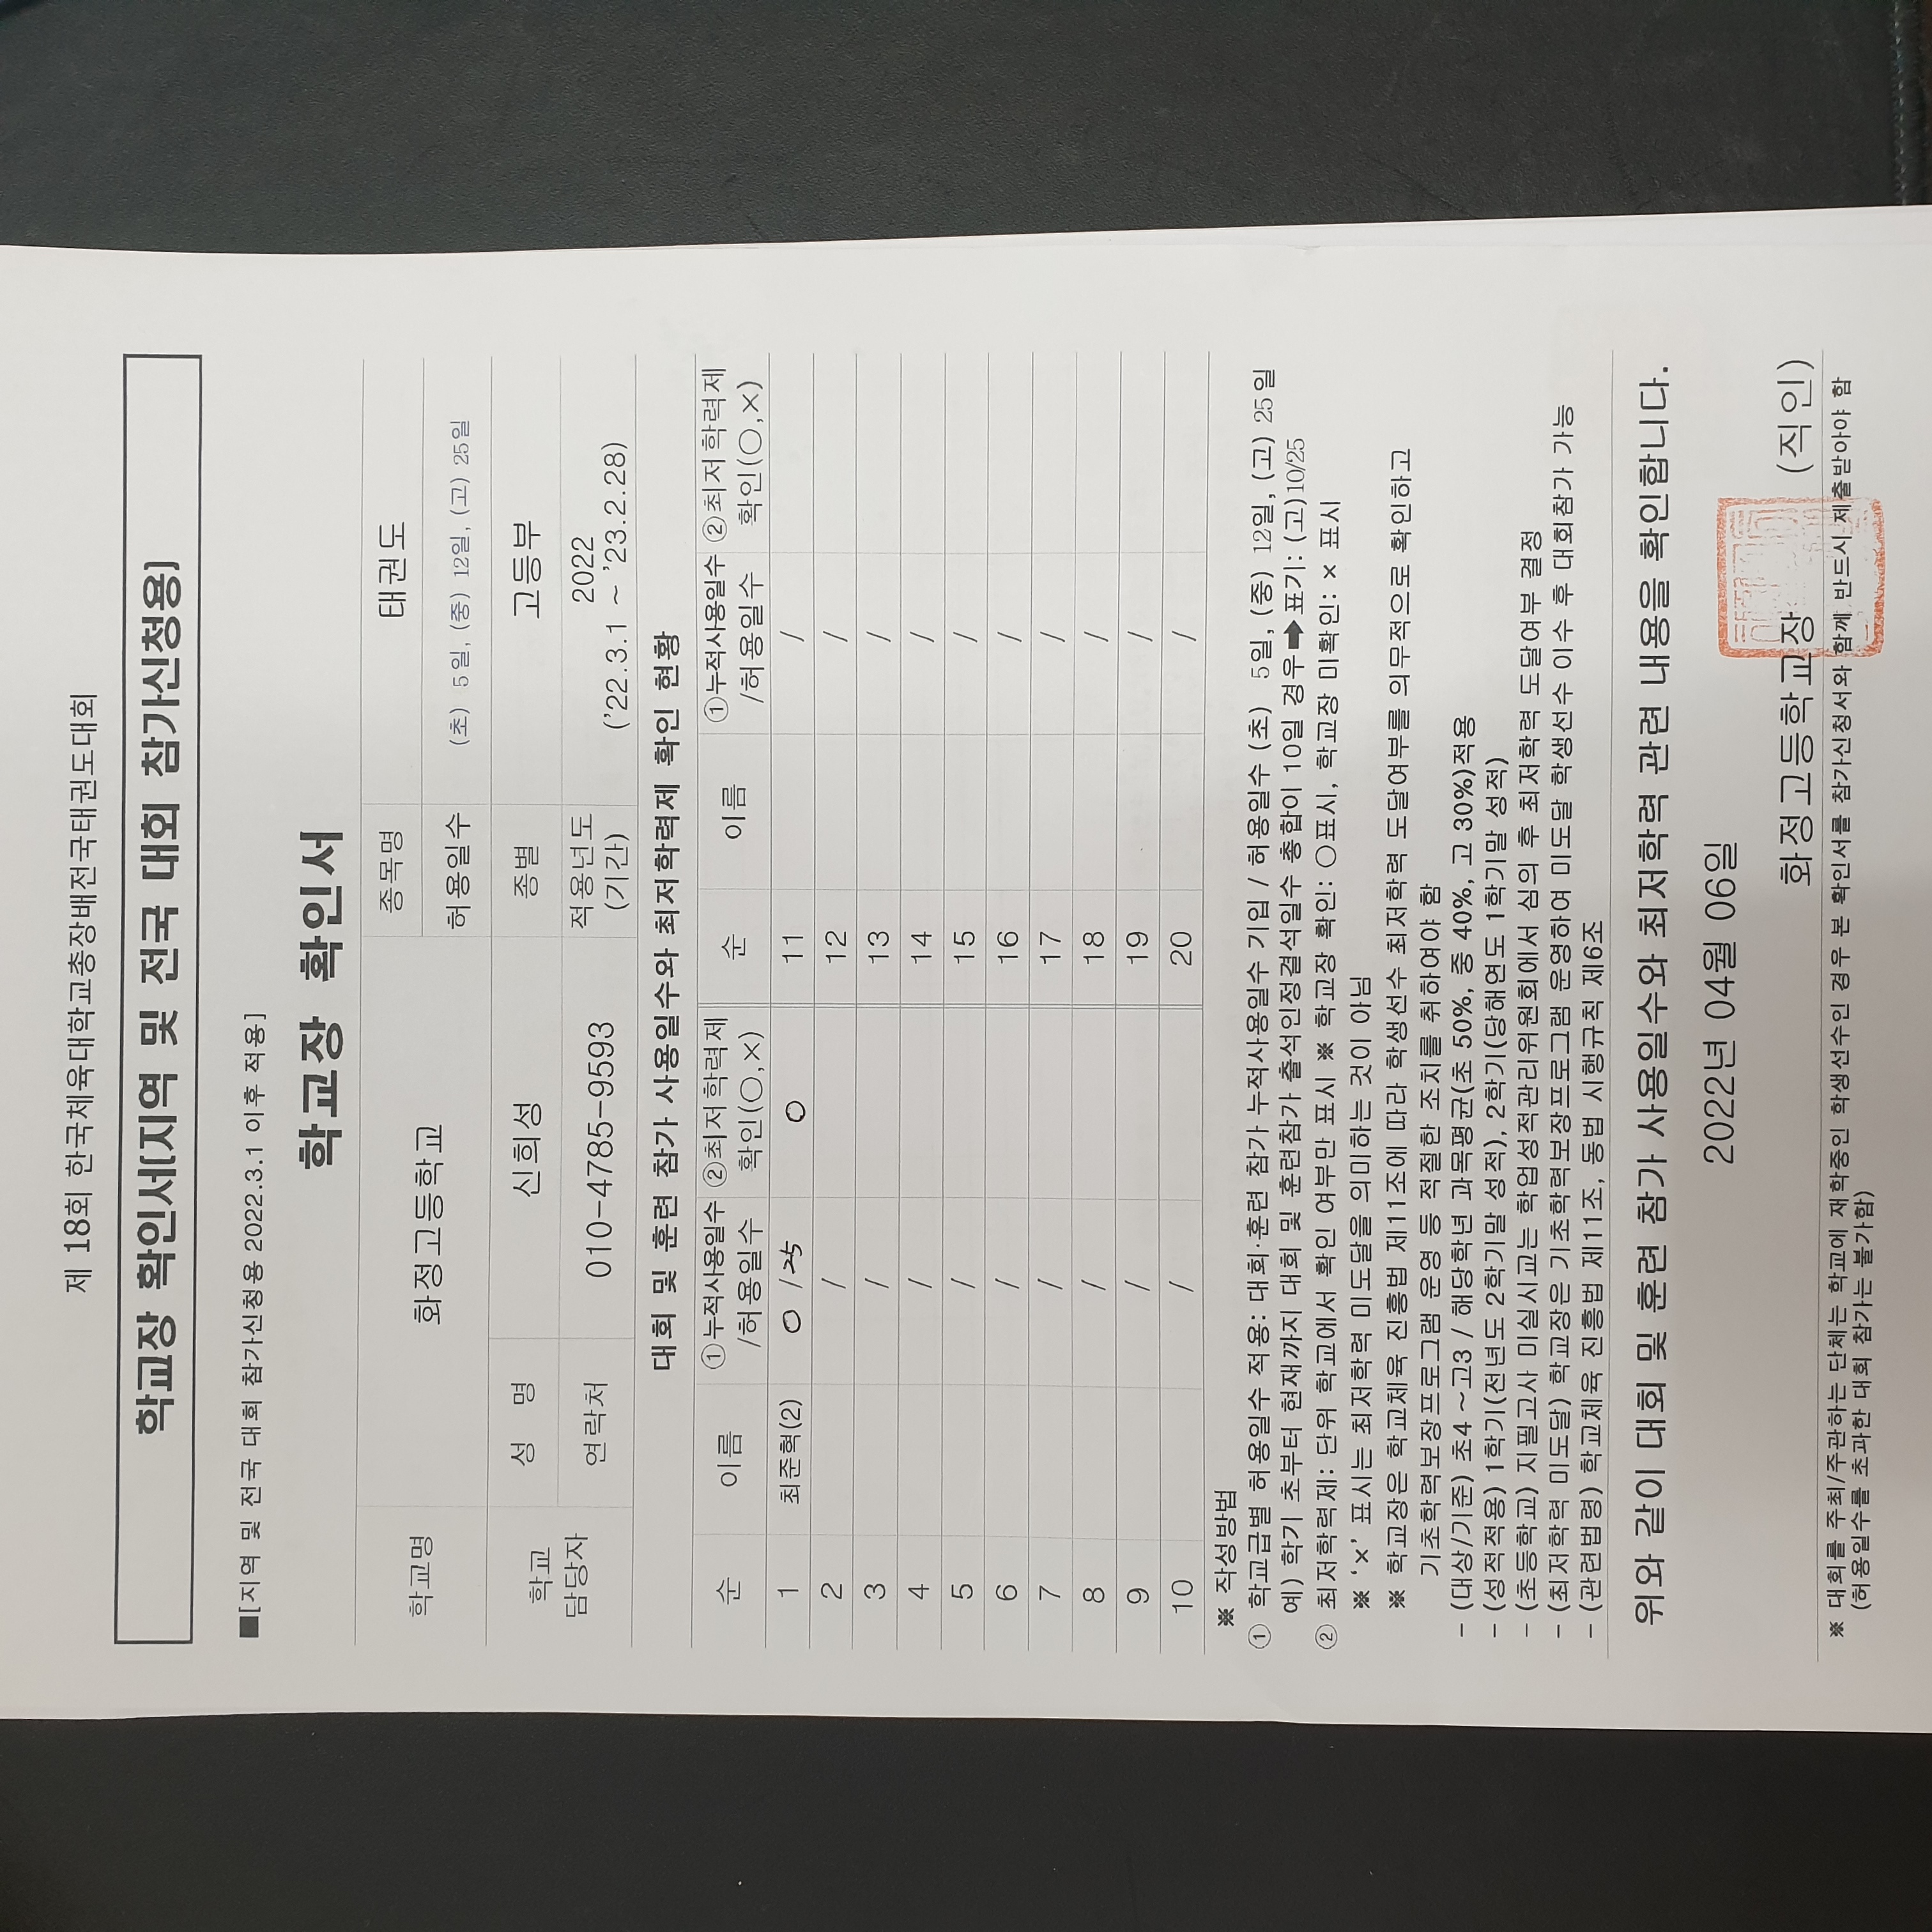 제 18회 한국체육대학교총장배전국태권도대회
학교장 확인서(지역 및 전국 대회 참가신청용)
■[지역 및 전국 대회 참가신청용 2022.3.1 이후 적용]
학교장 확인서
학교명 화정고등학교 종목명 태권도
허용일수 (초) 5일, (중) 12일, (고) 25일
학교 담당자 성 명 신희성 종별 고등부
연락처 010-4785-9593 적용년도 (기간) 2022 ('22.3.1 ~ '23.2.28)
대회 및 훈련 참가 사용일수와 최저학력제 확인 현황
순 이름 ①누적사용일수 /허용일수 ②최저학력제 확인(○,×) 순 이름 ①누적사용일수 /허용일수 ②최저학력제 확인(○,×)
1 최준혁(2) 0 / 25 ○ 11 /
2 / 12 /
3 / 13 /
4 / 14 /
5 / 15 /
6 / 16 /
7 / 17 /
8 / 18 /
9 / 19 /
10 / 20 /
※ 작성방법
① 학교급별 허용일수 적용: 대회·훈련 참가 누적사용일수 기입 / 허용일수 (초) 5일, (중) 12일, (고) 25일
예) 학기 초부터 현재까지 대회 및 훈련참가 출석인정결석일수 총합이 10일 경우➡표기: (고)10/25
② 최저학력제: 단위 학교에서 확인 여부만 표시 ※ 학교장 확인: ○표시, 학교장 미확인: × 표시
※ '×' 표시는 최저학력 미도달을 의미하는 것이 아님
※ 학교장은 학교체육 진흥법 제11조에 따라 학생선수 최저학력 도달여부를 의무적으로 확인하고
기초학력보장프로그램 운영 등 적절한 조치를 취하여야 함
- (대상/기준) 초4 ~ 고3 / 해당학년 과목평균(초 50%, 중 40%, 고 30%)적용
- (성적적용) 1학기(전년도 2학기말 성적), 2학기(당해연도 1학기말 성적)
- (초등학교) 지필고사 미실시교는 학업성적관리위원회에서 심의 후 최저학력 도달여부 결정
- (최저학력 미도달) 학교장은 기초학력보장프로그램 운영하여 미도달 학생선수 이수 후 대회참가 가능
- (관련법령) 학교체육 진흥법 제11조, 동법 시행규칙 제6조
위와 같이 대회 및 훈련 참가 사용일수와 최저학력 관련 내용을 확인합니다.
2022년 04월 06일
화정고등학교장 (직인)
※ 대회를 주최/주관하는 단체는 학교에 재학중인 학생선수인 경우 본 확인서를 참가신청서와 함께 반드시 제출받아야 함
(허용일수를 초과한 대회 참가는 불가함)